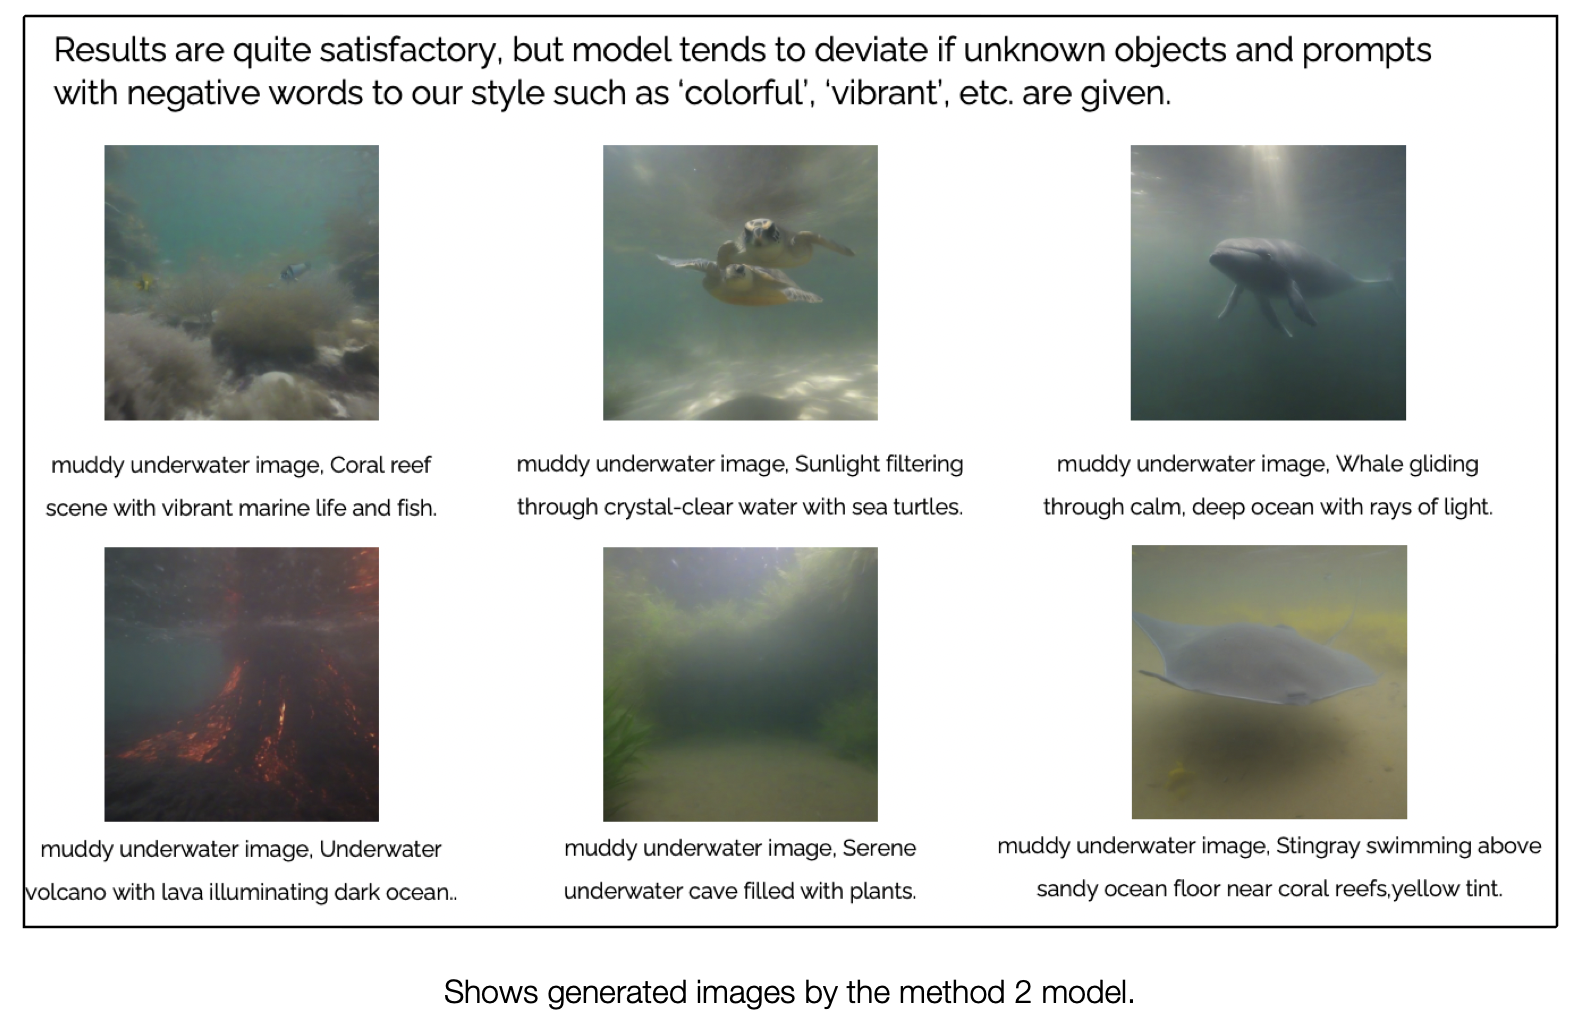 Results are quite satisfactory, but model tends to deviate if unknown objects and prompts
with negative words to our style such as ‘colorful’, ‘vibrant’, etc. are given.
muddy underwater image, Coral reef
scene with vibrant marine life and fish.
muddy underwater image, Sunlight filtering
through crystal-clear water with sea turtles.
muddy underwater image, Whale gliding
through calm, deep ocean with rays of light.
muddy underwater image, Underwater
volcano with lava illuminating dark ocean..
muddy underwater image, Serene
underwater cave filled with plants.
muddy underwater image, Stingray swimming above
sandy ocean floor near coral reefs,yellow tint.
Shows generated images by the method 2 model.